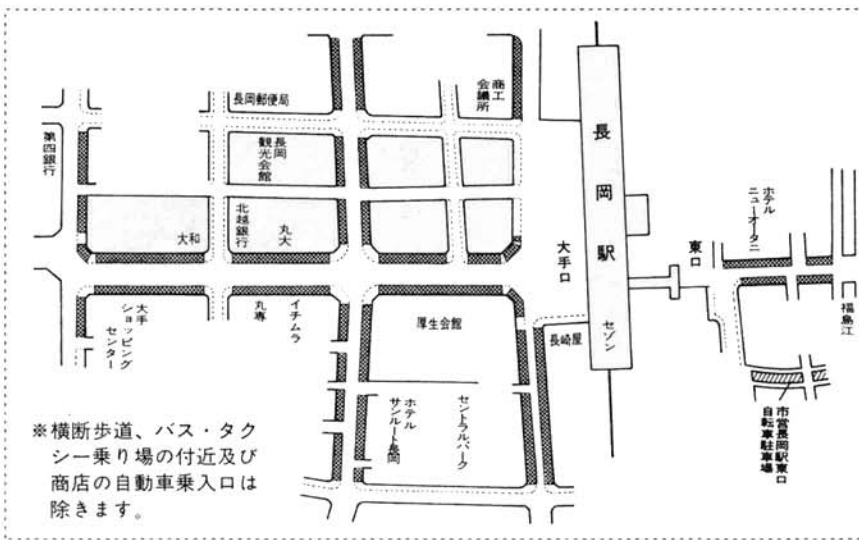 商工
会議所
長岡郵便局
第四銀行
長岡
観光会館
北越銀行
丸大
大和
長岡駅
大手口
東口
ホテル
ニューオータニ
大手
ショッピング
センター
丸専
イチムラ
厚生会館
長崎屋
セゾン
福島江
ホテル
サンルート長岡
セントラルパーク
市営長岡駅東口
自転車駐車場
※横断歩道、バス・タク
シー乗り場の付近及び
商店の自動車乗入口は
除きます。